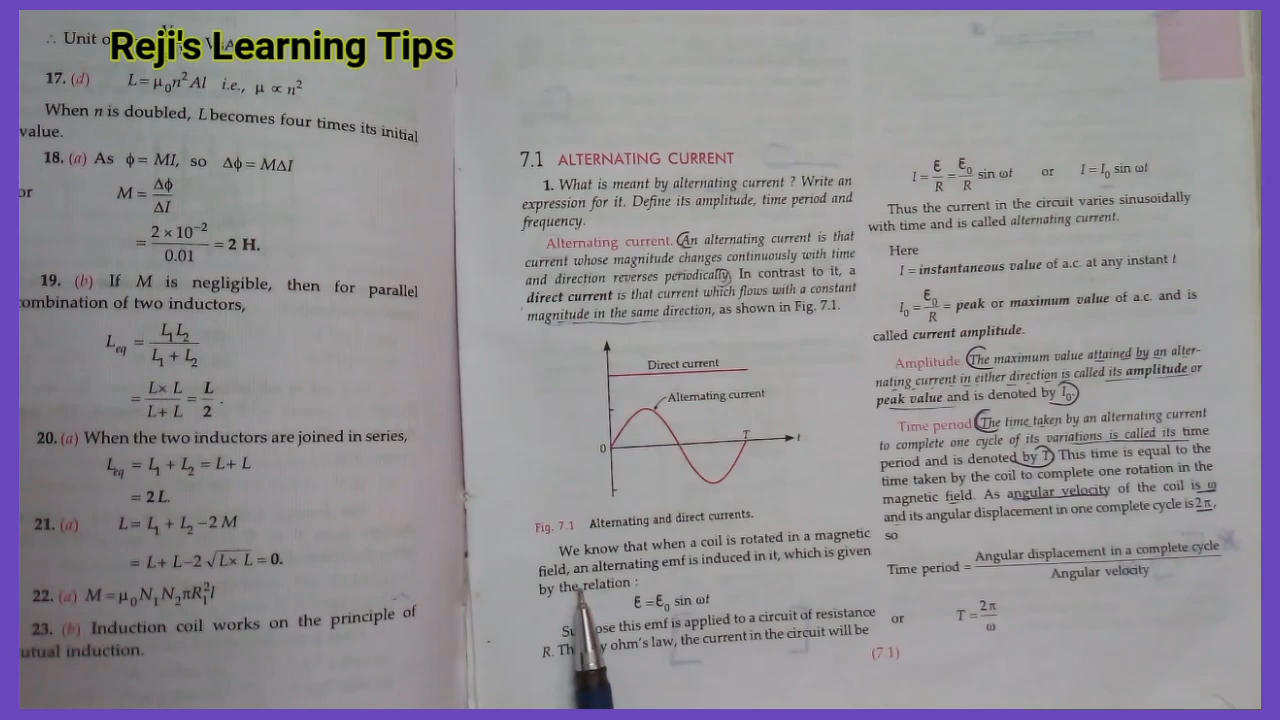 Reji's Learning Tips
∴ Unit o
17. (d) L = μ₀n²Al i.e., μ ∝ n²
When n is doubled, L becomes four times its initial
value.
18. (a) As ϕ = MI, so Δϕ = MΔI
or M = Δϕ / ΔI
= 2 × 10⁻² / 0.01 = 2 H.
19. (b) If M is negligible, then for parallel
ombination of two inductors,
L_eq = L₁L₂ / L₁ + L₂
= L × L / L + L = L / 2 .
20. (a) When the two inductors are joined in series,
L_eq = L₁ + L₂ = L + L
= 2 L.
21. (a) L = L₁ + L₂ − 2 M
= L + L − 2 √L × L = 0.
22. (a) M = μ₀N₁N₂πR₁²l
23. (b) Induction coil works on the principle of
utual induction.
7.1 ALTERNATING CURRENT
1. What is meant by alternating current ? Write an
expression for it. Define its amplitude, time period and
frequency.
Alternating current. An alternating current is that
current whose magnitude changes continuously with time
and direction reverses periodically. In contrast to it, a
direct current is that current which flows with a constant
magnitude in the same direction, as shown in Fig. 7.1.
Direct current
Alternating current
0 T t
Fig. 7.1 Alternating and direct currents.
We know that when a coil is rotated in a magnetic
field, an alternating emf is induced in it, which is given
by the relation :
ε = ε₀ sin ωt
Su ose this emf is applied to a circuit of resistance
R. Th y ohm's law, the current in the circuit will be
I = ε / R = ε₀ / R sin ωt or I = I₀ sin ωt
Thus the current in the circuit varies sinusoidally
with time and is called alternating current.
Here
I = instantaneous value of a.c. at any instant t
I₀ = ε₀ / R = peak or maximum value of a.c. and is
called current amplitude.
Amplitude. The maximum value attained by an alter-
nating current in either direction is called its amplitude or
peak value and is denoted by I₀.
Time period. The time taken by an alternating current
to complete one cycle of its variations is called its time
period and is denoted by T. This time is equal to the
time taken by the coil to complete one rotation in the
magnetic field. As angular velocity of the coil is ω
and its angular displacement in one complete cycle is 2π,
so
Time period = Angular displacement in a complete cycle / Angular velocity
or T = 2π / ω
(7.1)